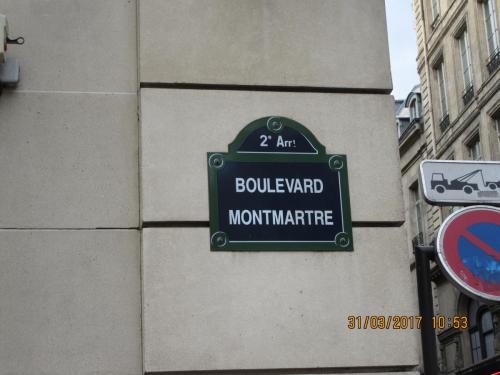 2e Arrt
BOULEVARD
MONTMARTRE
31/03/2017 10:53